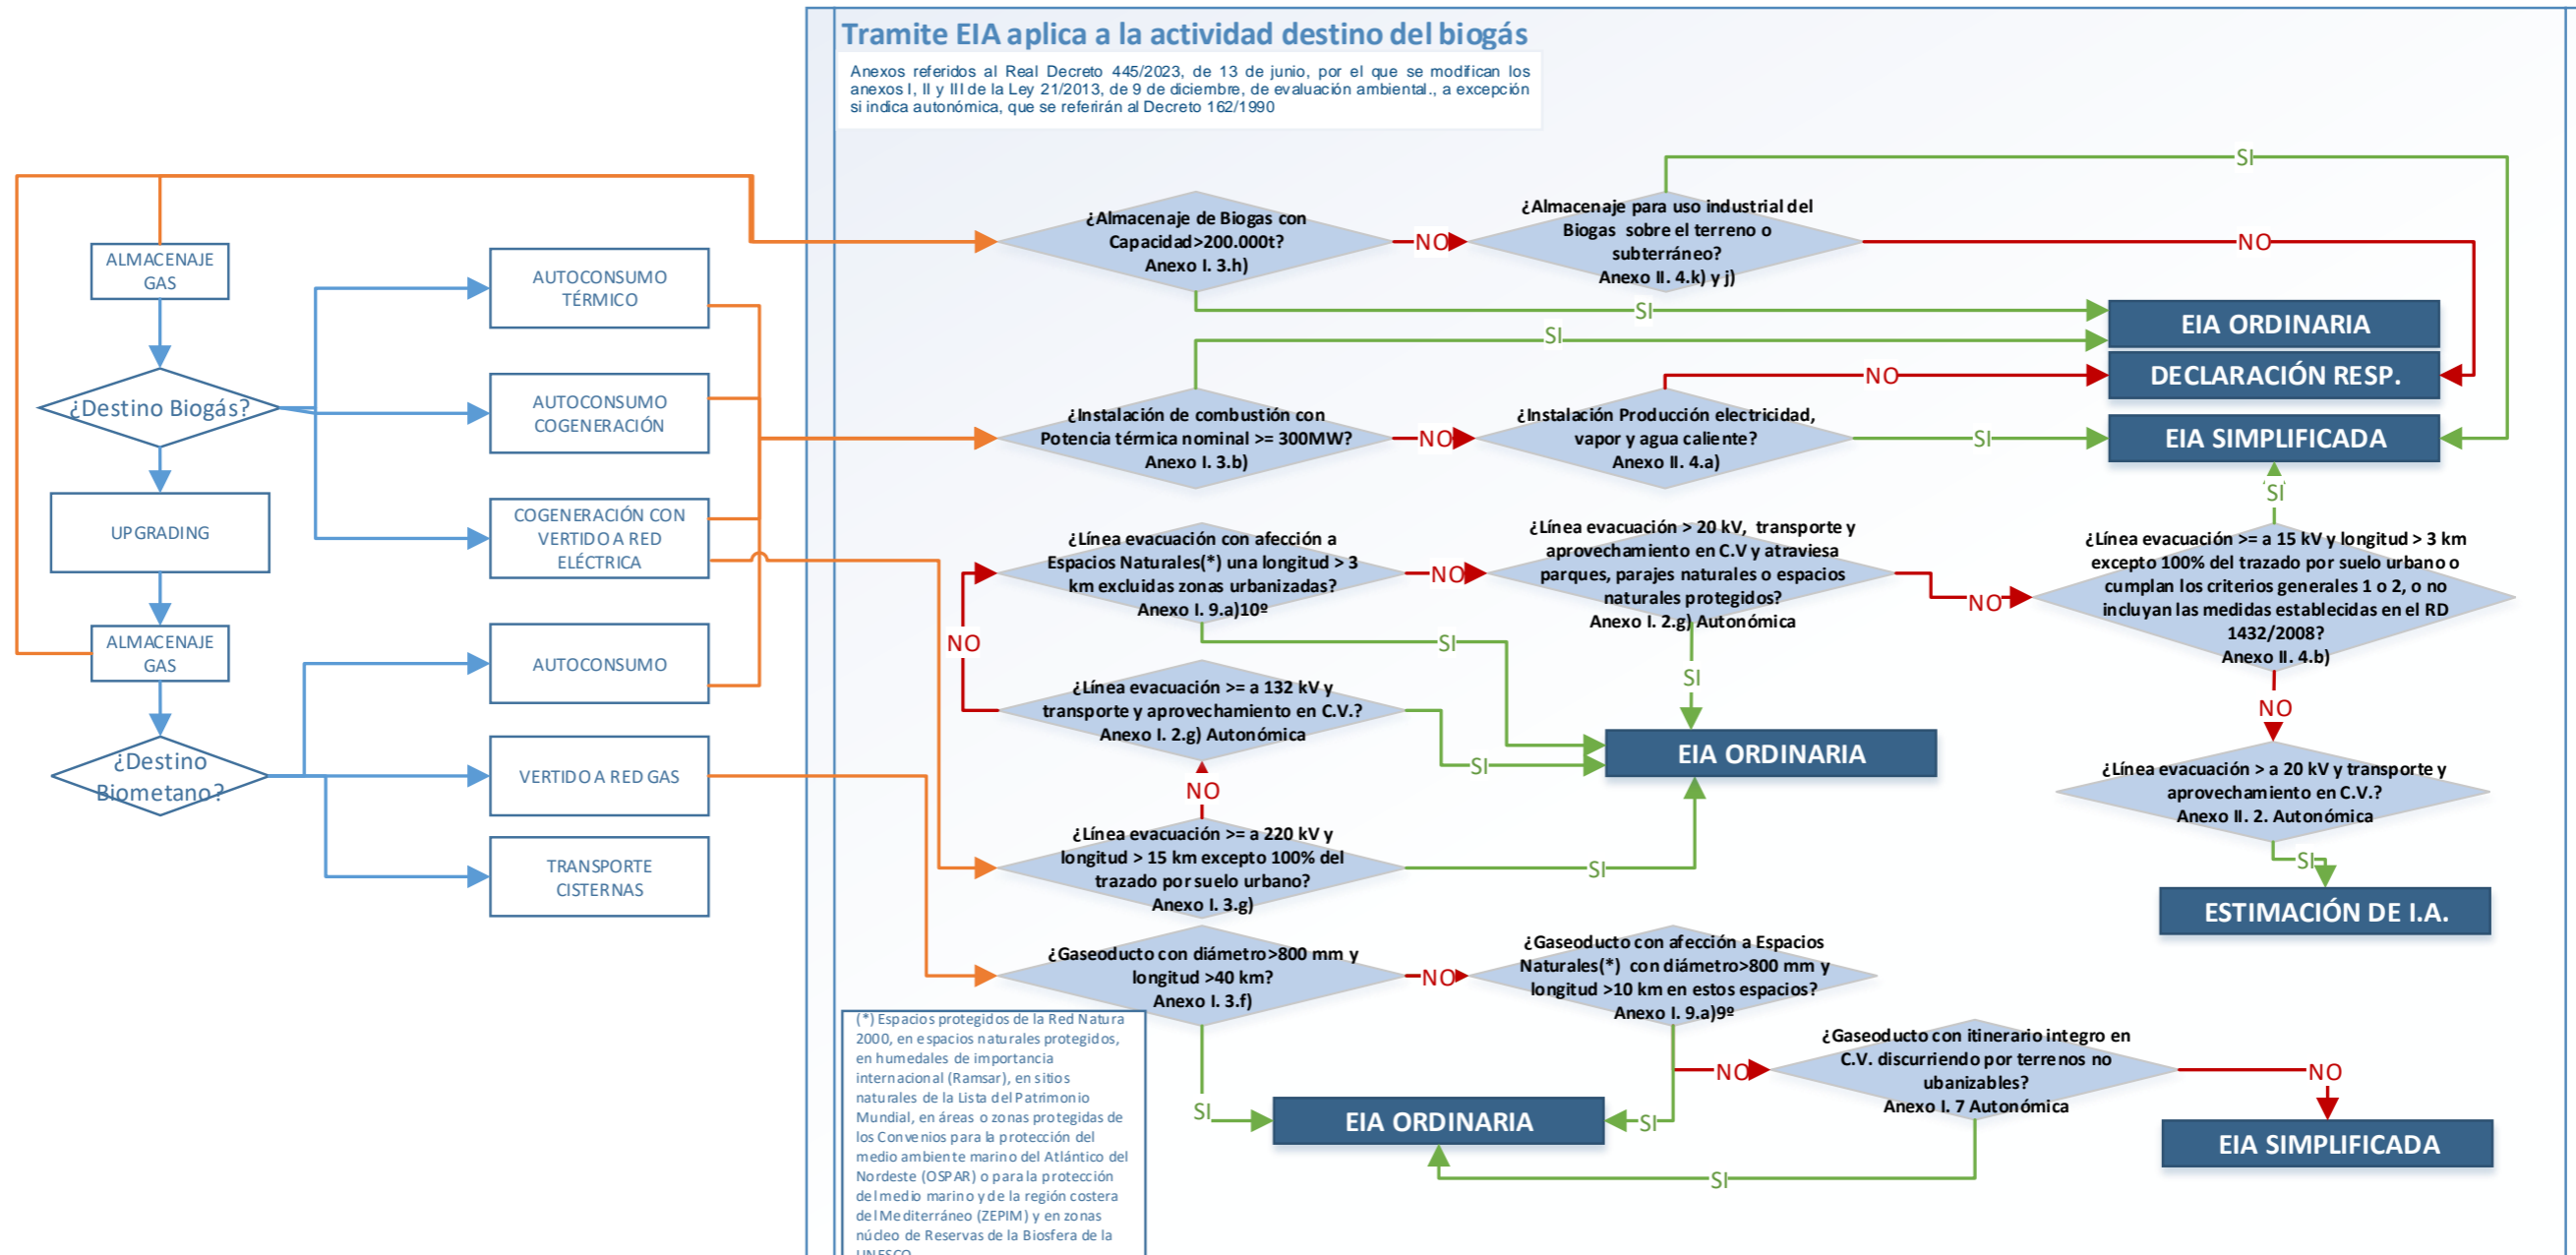 Tramite EIA aplica a la actividad destino del biogás
Anexos referidos al Real Decreto 445/2023, de 13 de junio, por el que se modifican los
anexos I, II y III de la Ley 21/2013, de 9 de diciembre, de evaluación ambiental., a excepción
si indica autonómica, que se referirán al Decreto 162/1990
ALMACENAJE
GAS
¿Destino Biogás?
UPGRADING
ALMACENAJE
GAS
¿Destino
Biometano?
AUTOCONSUMO
TÉRMICO
AUTOCONSUMO
COGENERACIÓN
COGENERACIÓN CON
VERTIDO A RED
ELÉCTRICA
AUTOCONSUMO
VERTIDO A RED GAS
TRANSPORTE
CISTERNAS
¿Almacenaje de Biogas con
Capacidad>200.000t?
Anexo I. 3.h)
NO
SI
¿Almacenaje para uso industrial del
Biogas sobre el terreno o
subterráneo?
Anexo II. 4.k) y j)
SI
NO
EIA ORDINARIA
DECLARACIÓN RESP.
EIA SIMPLIFICADA
¿Instalación de combustión con
Potencia térmica nominal >= 300MW?
Anexo I. 3.b)
SI
NO
¿Instalación Producción electricidad,
vapor y agua caliente?
Anexo II. 4.a)
NO
SI
¿Línea evacuación con afección a
Espacios Naturales(*) una longitud > 3
km excluidas zonas urbanizadas?
Anexo I. 9.a)10º
NO
SI
¿Línea evacuación > 20 kV, transporte y
aprovechamiento en C.V y atraviesa
parques, parajes naturales o espacios
naturales protegidos?
Anexo I. 2.g) Autonómica
NO
SI
¿Línea evacuación >= a 15 kV y longitud > 3 km
excepto 100% del trazado por suelo urbano o
cumplan los criterios generales 1 o 2, o no
incluyan las medidas establecidas en el RD
1432/2008?
Anexo II. 4.b)
SI
NO
¿Línea evacuación >= a 132 kV y
transporte y aprovechamiento en C.V.?
Anexo I. 2.g) Autonómica
NO
SI
EIA ORDINARIA
¿Línea evacuación > a 20 kV y transporte y
aprovechamiento en C.V.?
Anexo II. 2. Autonómica
SI
ESTIMACIÓN DE I.A.
¿Línea evacuación >= a 220 kV y
longitud > 15 km excepto 100% del
trazado por suelo urbano?
Anexo I. 3.g)
NO
SI
¿Gaseoducto con diámetro>800 mm y
longitud >40 km?
Anexo I. 3.f)
NO
SI
¿Gaseoducto con afección a Espacios
Naturales(*) con diámetro>800 mm y
longitud >10 km en estos espacios?
Anexo I. 9.a)9º
NO
SI
¿Gaseoducto con itinerario integro en
C.V. discurriendo por terrenos no
ubanizables?
Anexo I. 7 Autonómica
NO
SI
EIA ORDINARIA
EIA SIMPLIFICADA
(*) Espacios protegidos de la Red Natura
2000, en espacios naturales protegidos,
en humedales de importancia
internacional (Ramsar), en sitios
naturales de la Lista del Patrimonio
Mundial, en áreas o zonas protegidas de
los Convenios para la protección del
medio ambiente marino del Atlántico del
Nordeste (OSPAR) o para la protección
del medio marino y de la región costera
del Mediterráneo (ZEPIM) y en zonas
núcleo de Reservas de la Biosfera de la
UNESCO